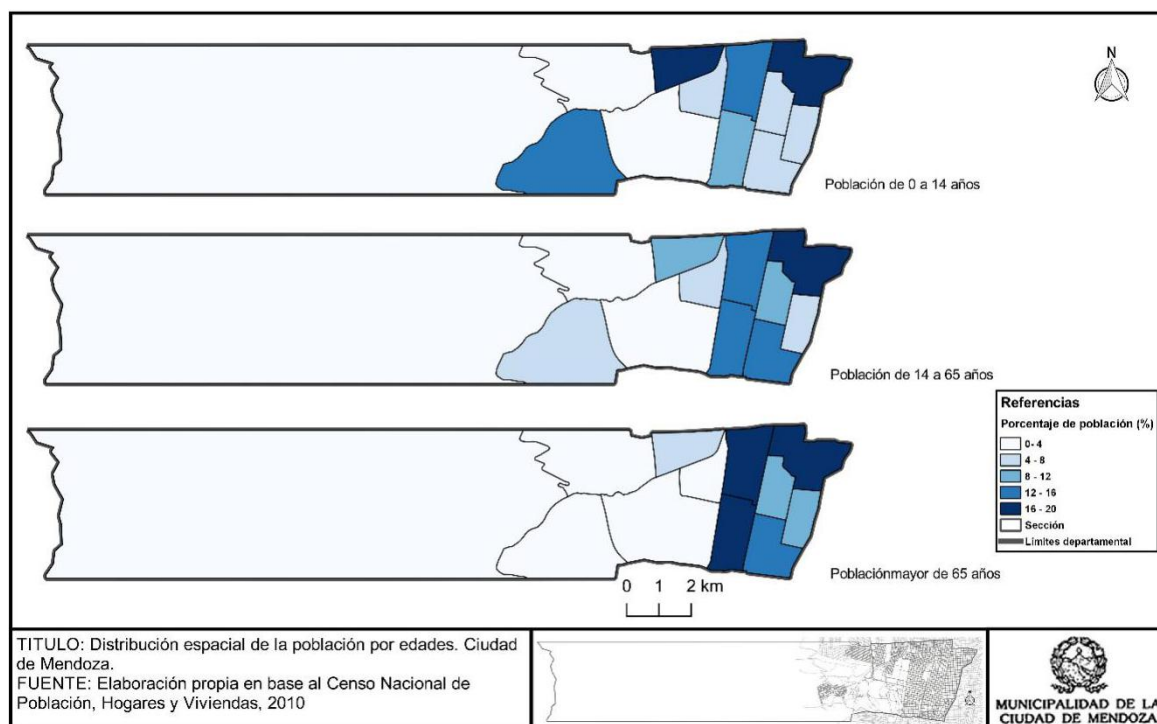 N
Población de 0 a 14 años
Población de 14 a 65 años
Referencias
Porcentaje de población (%)
0- 4
4 - 8
8 - 12
12 - 16
16 - 20
Sección
Límites departamental
Poblaciónmayor de 65 años
0 1 2 km
TITULO: Distribución espacial de la población por edades. Ciudad
de Mendoza.
FUENTE: Elaboración propia en base al Censo Nacional de
Población, Hogares y Viviendas, 2010
MUNICIPALIDAD DE LA
CIUDAD DE MENDOZA